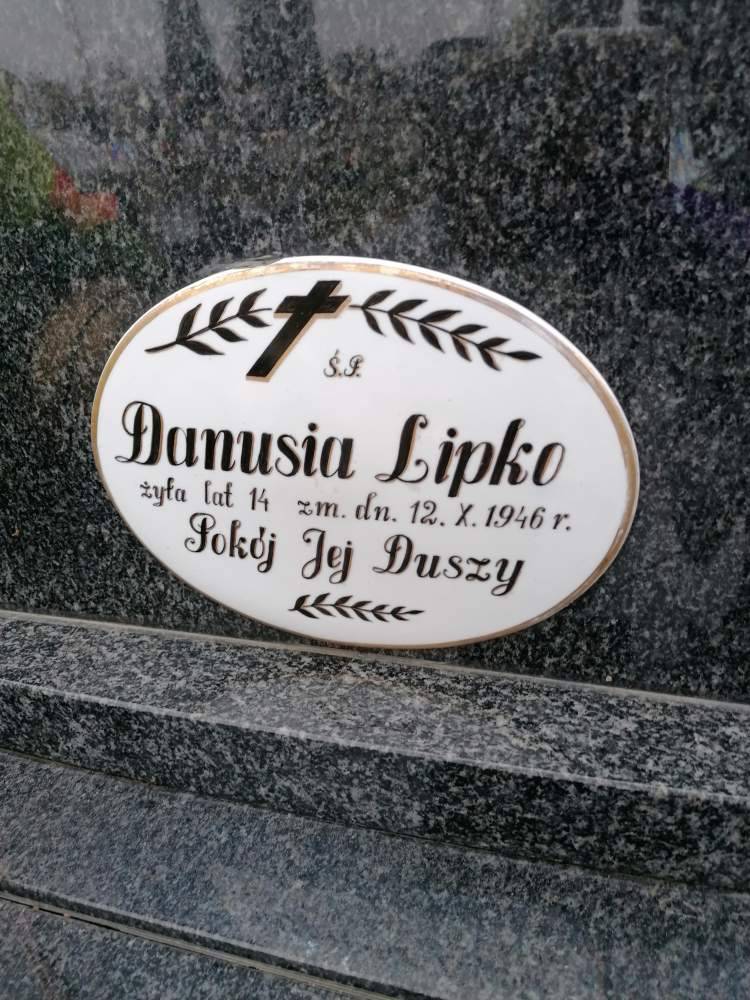 Ś.P.
Danusia Lipko
żyła lat 14 zm. dn. 12. X. 1946 r.
Pokój Jej Duszy